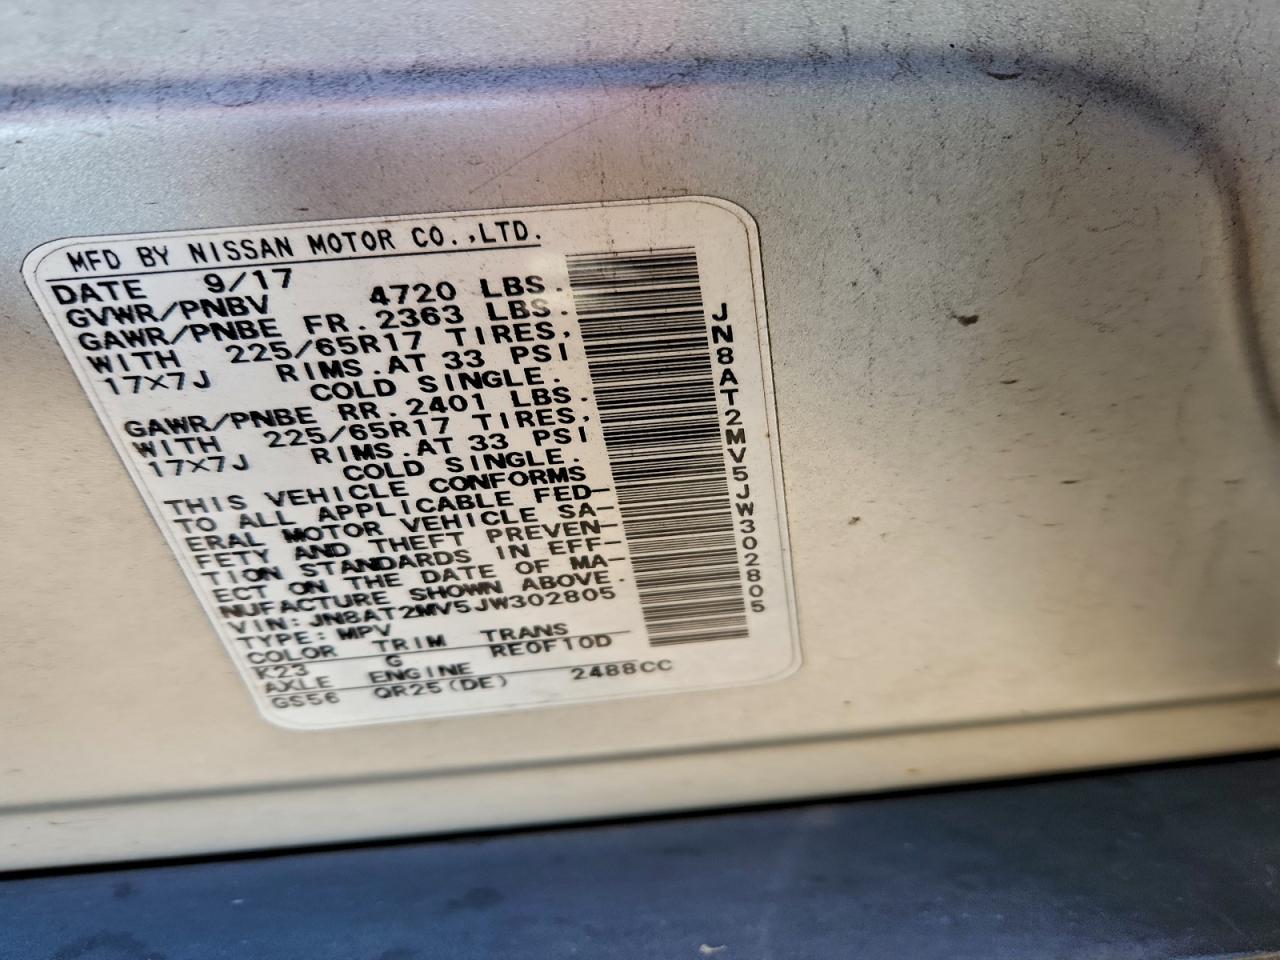 MFD BY NISSAN MOTOR CO.,LTD.
DATE 9/17
GVWR/PNBV 4720 LBS.
GAWR/PNBE FR. 2363 LBS.
WITH 225/65R17 TIRES,
17X7J RIMS. AT 33 PSI
COLD SINGLE.
GAWR/PNBE RR. 2401 LBS.
WITH 225/65R17 TIRES,
17X7J RIMS. AT 33 PSI
COLD SINGLE.
THIS VEHICLE CONFORMS
TO ALL APPLICABLE FED-
ERAL MOTOR VEHICLE SA-
FETY AND THEFT PREVEN-
TION STANDARDS IN EFF-
ECT ON THE DATE OF MA-
NUFACTURE SHOWN ABOVE.
VIN: JN8AT2MV5JW302805
TYPE: MPV
COLOR TRIM TRANS
K23 G RE0F10D
AXLE ENGINE
GS56 QR25(DE) 2488CC
JN8AT2MV5JW302805